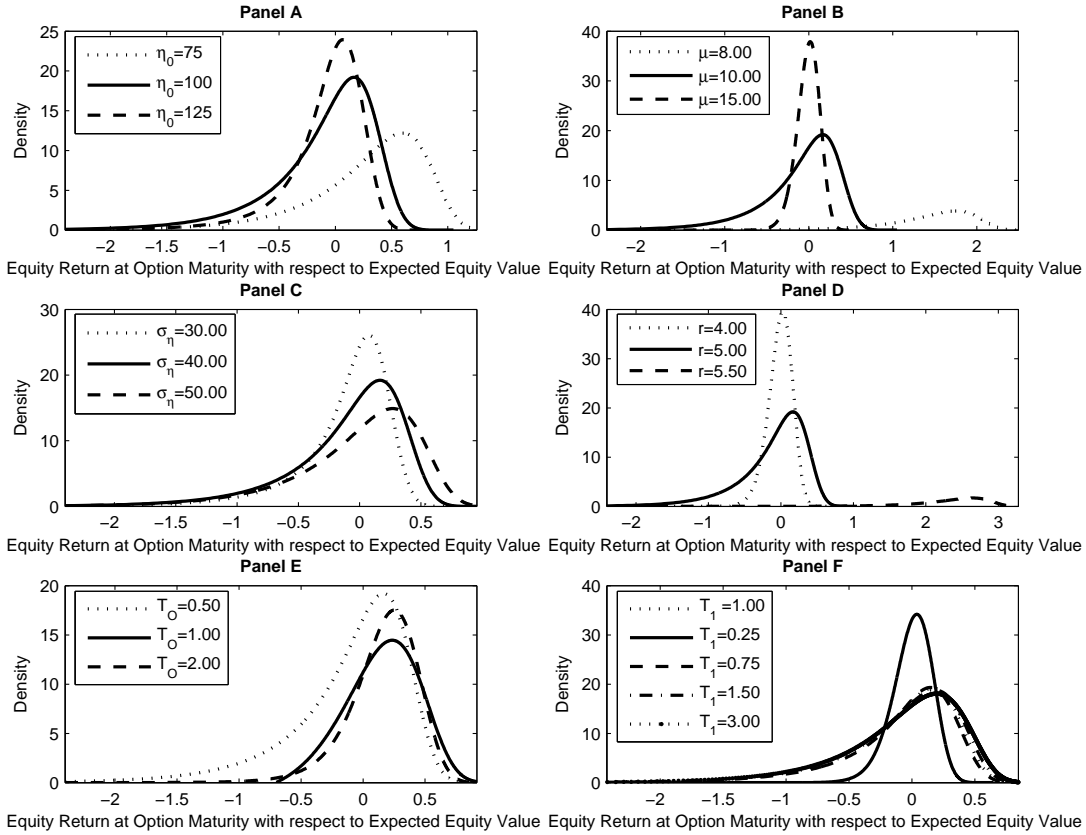 Panel A
Panel B
25
20
15
10
5
0
Density
η0=75
η0=100
η0=125
−2 −1.5 −1 −0.5 0 0.5 1
Equity Return at Option Maturity with respect to Expected Equity Value
40
30
20
10
0
Density
μ=8.00
μ=10.00
μ=15.00
−2 −1 0 1 2
Equity Return at Option Maturity with respect to Expected Equity Value
Panel C
Panel D
30
20
10
0
Density
ση=30.00
ση=40.00
ση=50.00
−2 −1.5 −1 −0.5 0 0.5
Equity Return at Option Maturity with respect to Expected Equity Value
40
30
20
10
0
Density
r=4.00
r=5.00
r=5.50
−2 −1 0 1 2 3
Equity Return at Option Maturity with respect to Expected Equity Value
Panel E
Panel F
20
15
10
5
0
Density
TO=0.50
TO=1.00
TO=2.00
−2 −1.5 −1 −0.5 0 0.5
Equity Return at Option Maturity with respect to Expected Equity Value
40
30
20
10
0
Density
T1=1.00
T1=0.25
T1=0.75
T1=1.50
T1=3.00
−2 −1.5 −1 −0.5 0 0.5
Equity Return at Option Maturity with respect to Expected Equity Value